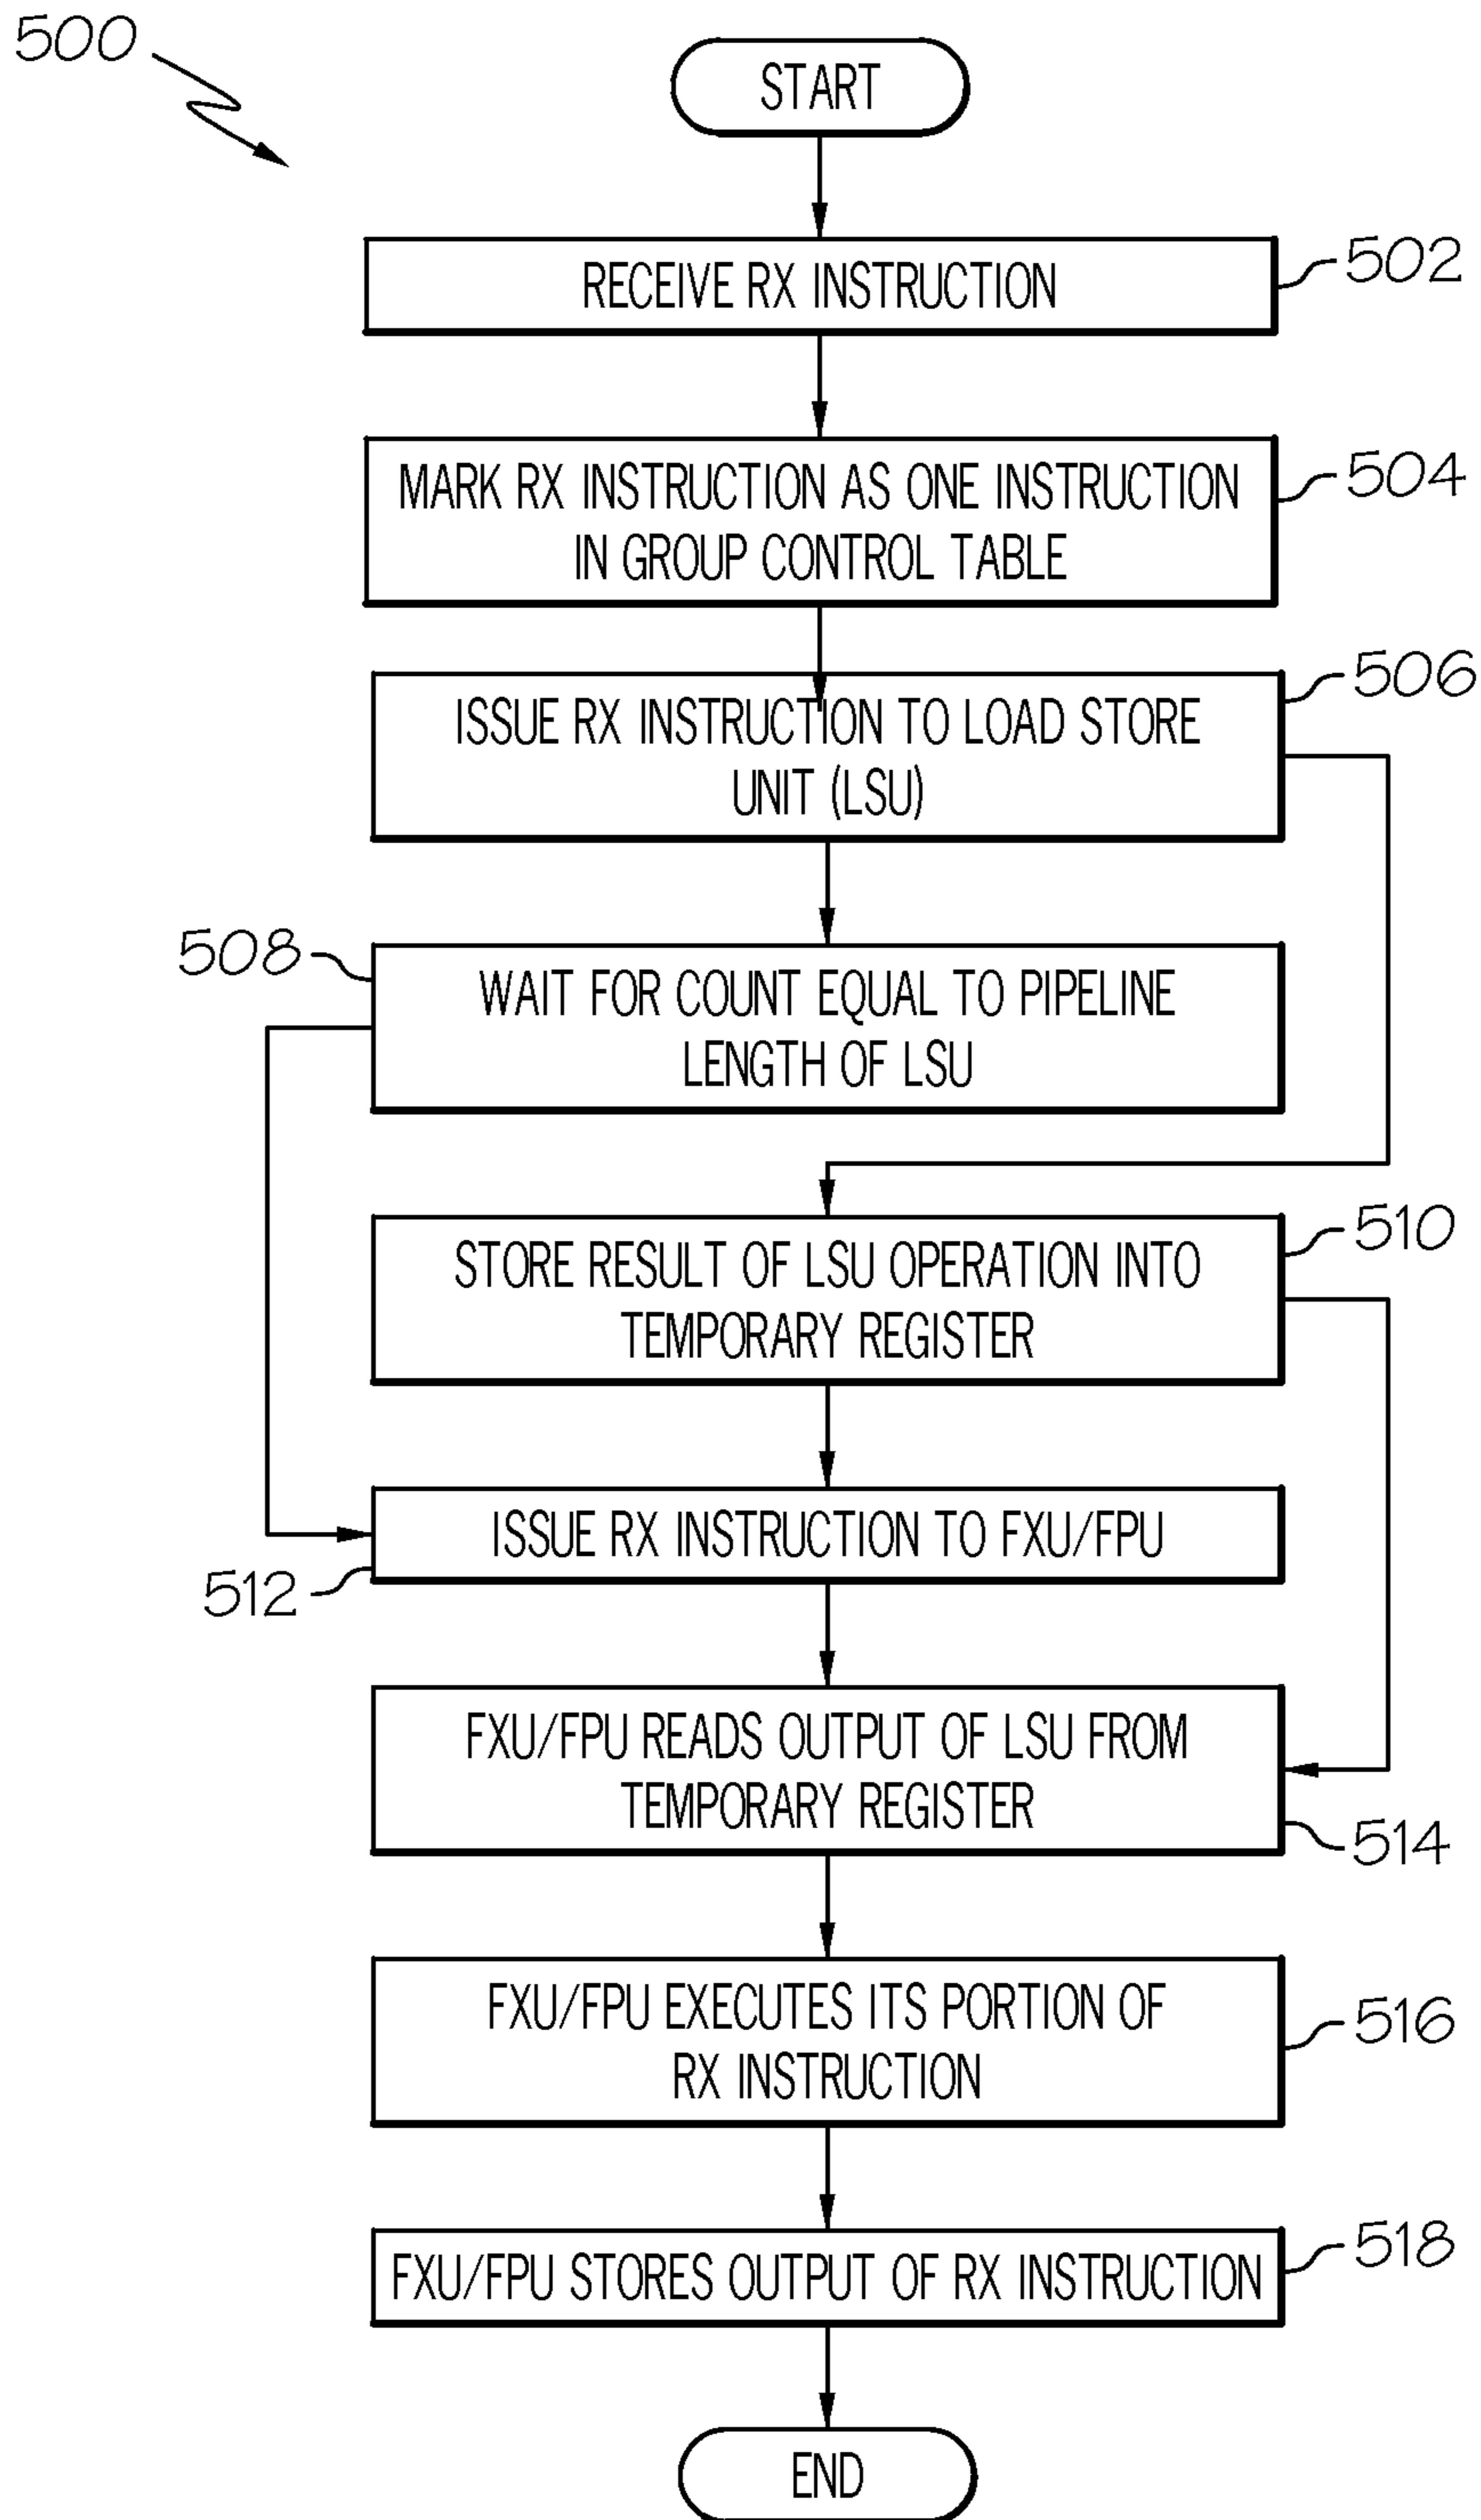 500
START
RECEIVE RX INSTRUCTION
502
MARK RX INSTRUCTION AS ONE INSTRUCTION
IN GROUP CONTROL TABLE
504
ISSUE RX INSTRUCTION TO LOAD STORE
UNIT (LSU)
506
508
WAIT FOR COUNT EQUAL TO PIPELINE
LENGTH OF LSU
STORE RESULT OF LSU OPERATION INTO
TEMPORARY REGISTER
510
ISSUE RX INSTRUCTION TO FXU/FPU
512
FXU/FPU READS OUTPUT OF LSU FROM
TEMPORARY REGISTER
514
FXU/FPU EXECUTES ITS PORTION OF
RX INSTRUCTION
516
FXU/FPU STORES OUTPUT OF RX INSTRUCTION
518
END